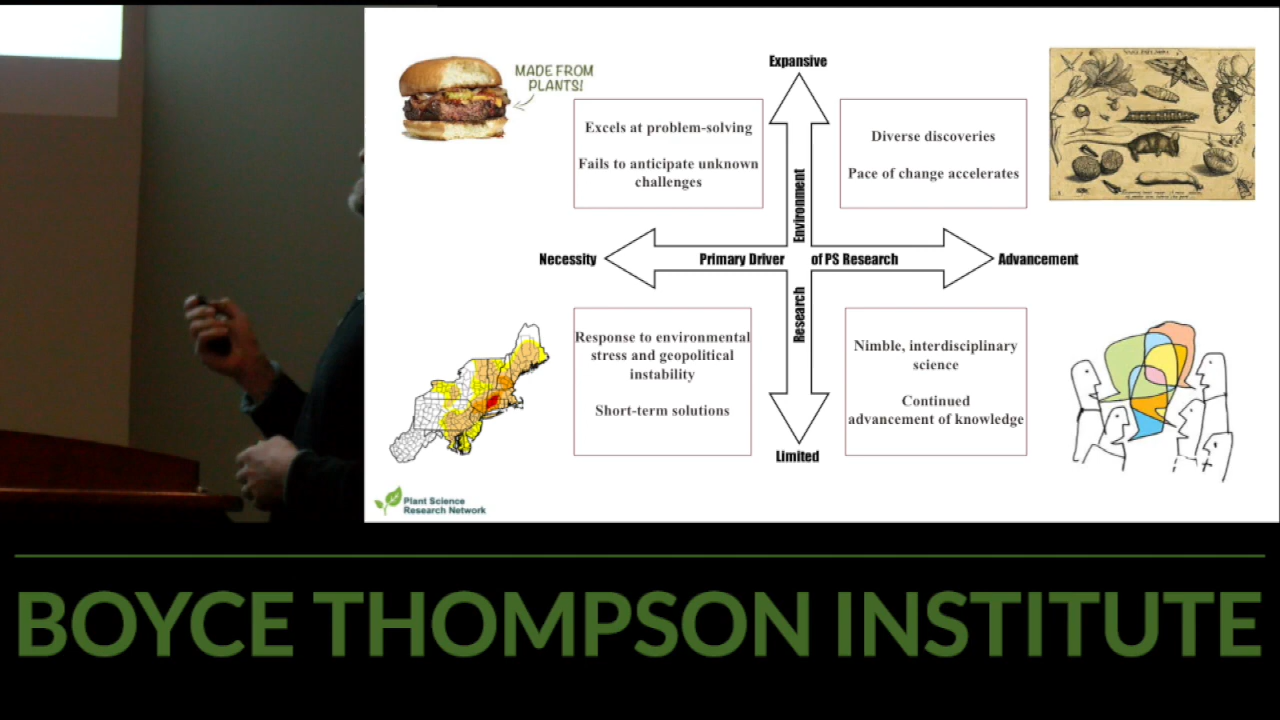 MADE FROM
PLANTS!
Expansive
Excels at problem-solving
Fails to anticipate unknown
challenges
Diverse discoveries
Pace of change accelerates
Environment
Necessity
Primary Driver
of PS Research
Advancement
Research
Response to environmental
stress and geopolitical
instability
Short-term solutions
Nimble, interdisciplinary
science
Continued
advancement of knowledge
Limited
Plant Science
Research Network
BOYCE THOMPSON INSTITUTE